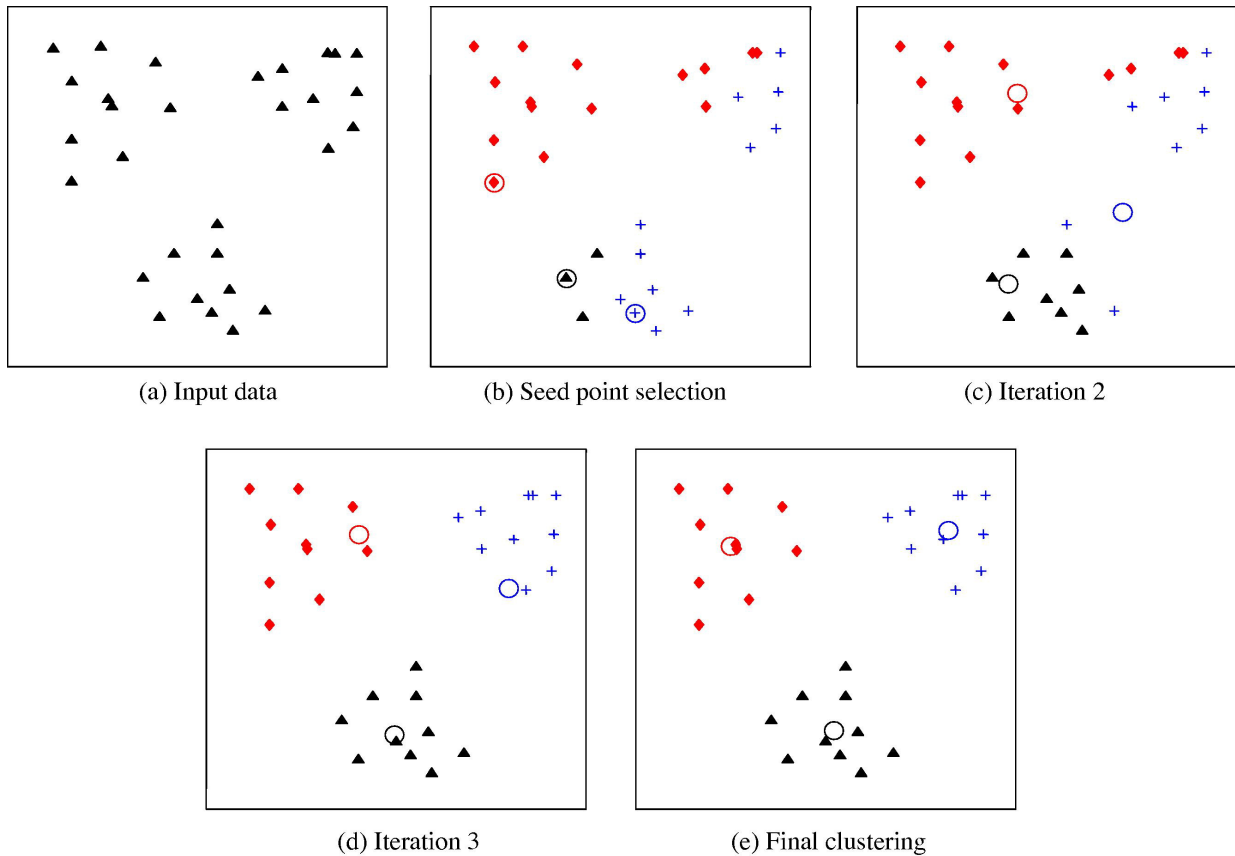 (a) Input data
(b) Seed point selection
(c) Iteration 2
(d) Iteration 3
(e) Final clustering